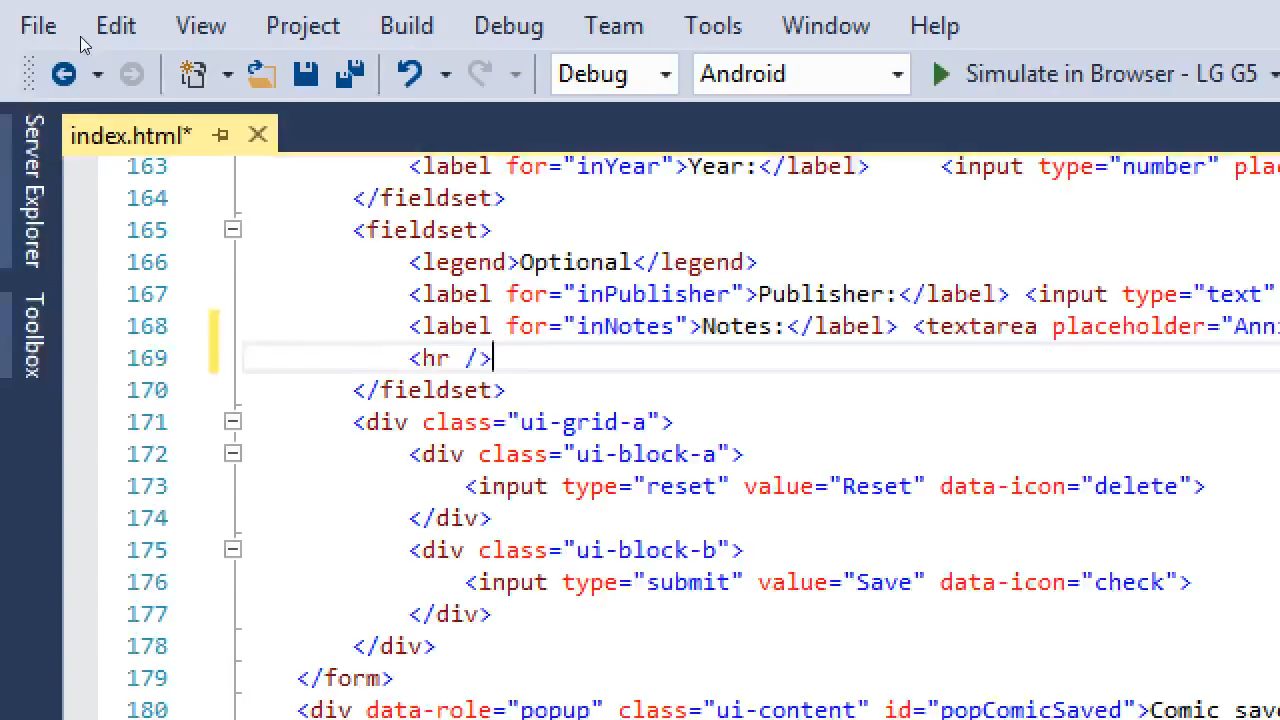 File Edit View Project Build Debug Team Tools Window Help
Debug Android Simulate in Browser - LG G5
Server Explorer
Toolbox
index.html*
163 <label for="inYear">Year:</label> <input type="number" plac
164 </fieldset>
165 <fieldset>
166 <legend>Optional</legend>
167 <label for="inPublisher">Publisher:</label> <input type="text"
168 <label for="inNotes">Notes:</label> <textarea placeholder="Ann
169 <hr />
170 </fieldset>
171 <div class="ui-grid-a">
172 <div class="ui-block-a">
173 <input type="reset" value="Reset" data-icon="delete">
174 </div>
175 <div class="ui-block-b">
176 <input type="submit" value="Save" data-icon="check">
177 </div>
178 </div>
179 </form>
180 <div data-role="popup" class="ui-content" id="popComicSaved">Comic save